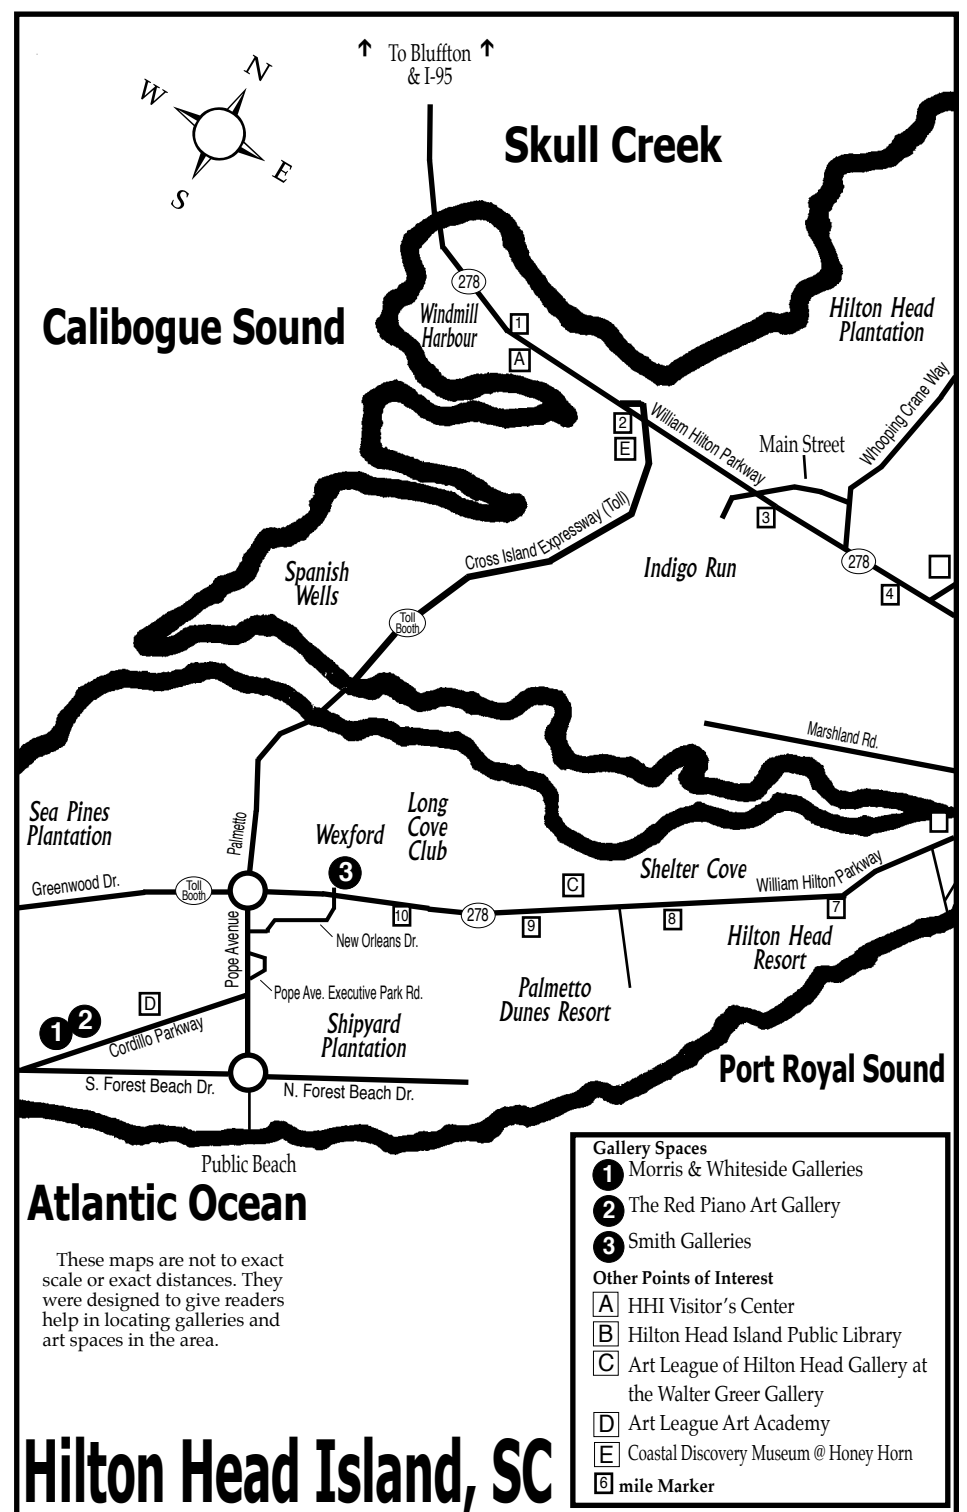 To Bluffton
& I-95
N
W
E
S
Skull Creek
Calibogue Sound
278
Windmill
Harbour
1
A
Hilton Head
Plantation
2
E
William Hilton Parkway
Main Street
Whooping Crane Way
3
278
4
Cross Island Expressway (Toll)
Indigo Run
Spanish
Wells
Toll
Booth
Marshland Rd.
Sea Pines
Plantation
Palmetto
Wexford
Long
Cove
Club
Shelter Cove
William Hilton Parkway
Greenwood Dr.
Toll
Booth
3
C
10
278
9
8
7
New Orleans Dr.
Pope Avenue
Hilton Head
Resort
Pope Ave. Executive Park Rd.
Palmetto
Dunes Resort
D
1
2
Cordillo Parkway
Shipyard
Plantation
S. Forest Beach Dr.
N. Forest Beach Dr.
Port Royal Sound
Public Beach
Atlantic Ocean
These maps are not to exact
scale or exact distances. They
were designed to give readers
help in locating galleries and
art spaces in the area.
Hilton Head Island, SC
Gallery Spaces
1 Morris & Whiteside Galleries
2 The Red Piano Art Gallery
3 Smith Galleries
Other Points of Interest
A HHI Visitor's Center
B Hilton Head Island Public Library
C Art League of Hilton Head Gallery at
the Walter Greer Gallery
D Art League Art Academy
E Coastal Discovery Museum @ Honey Horn
6 mile Marker